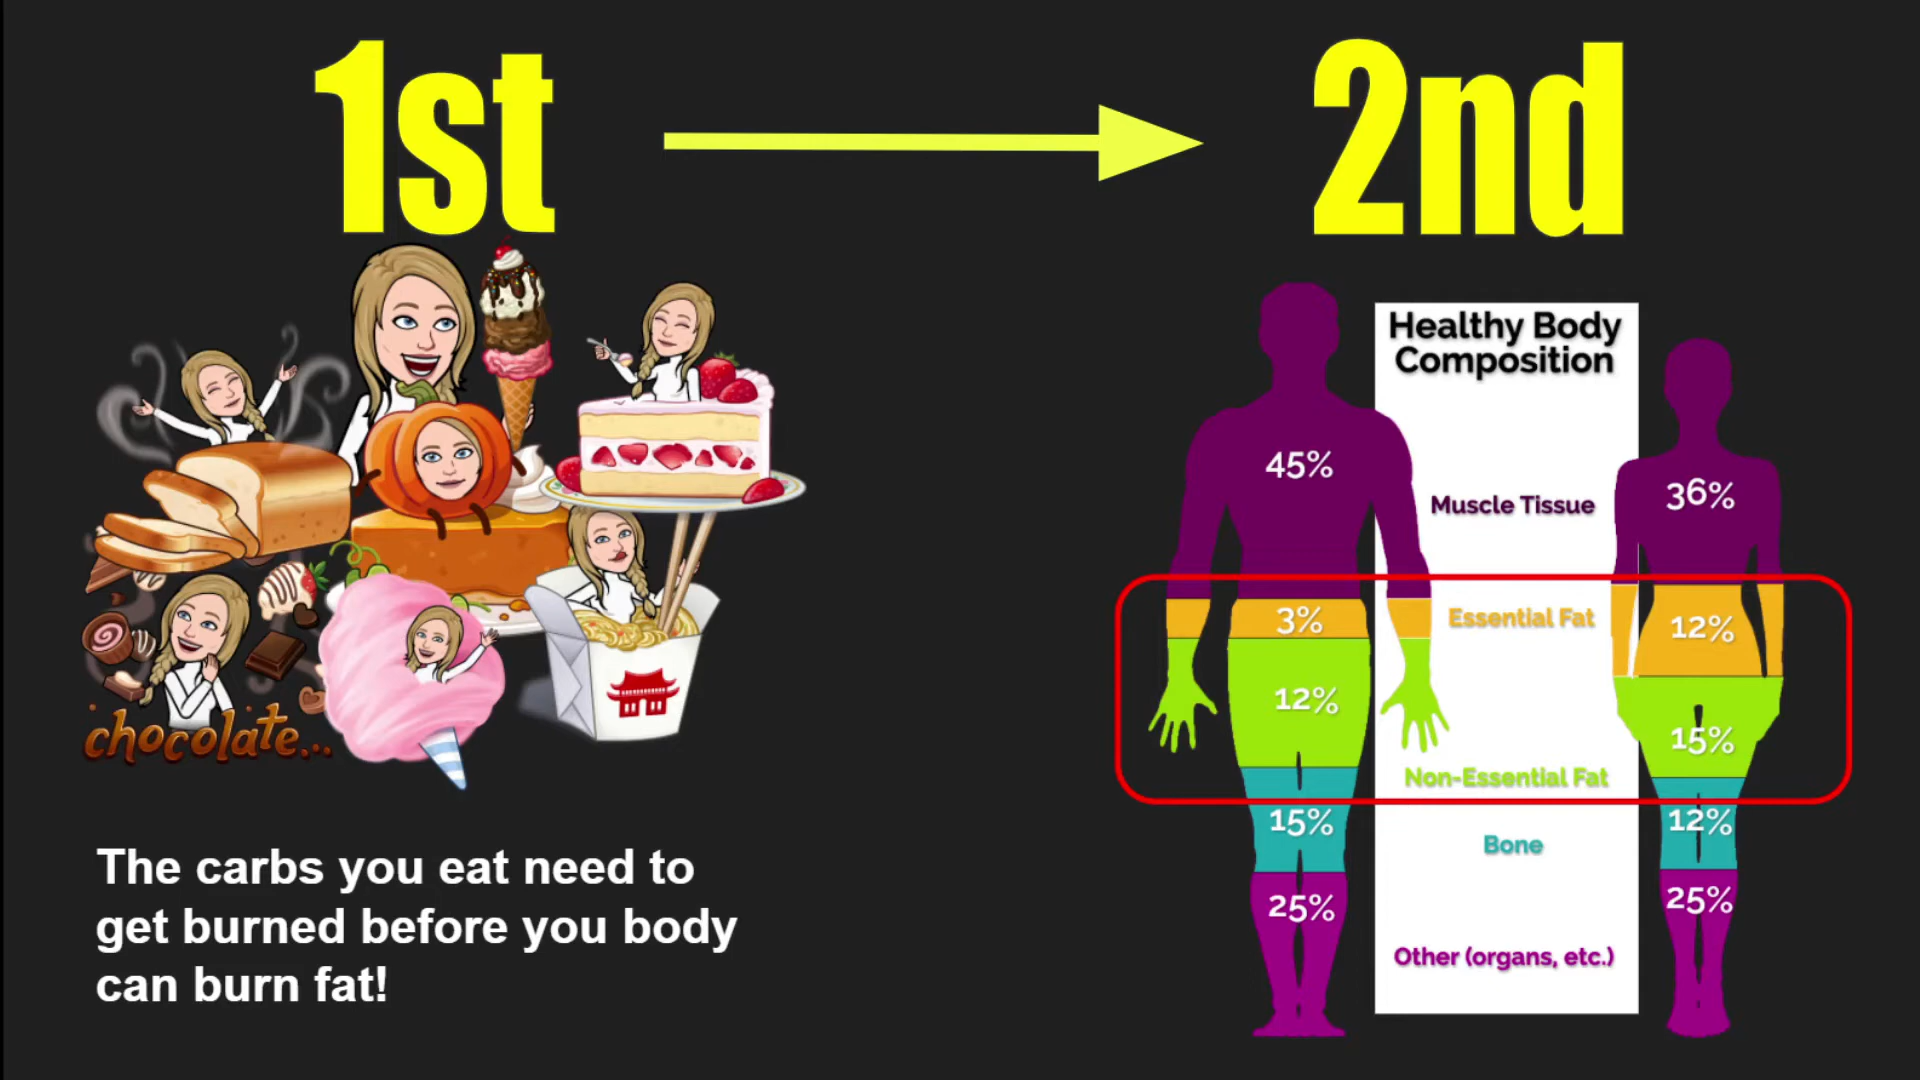 1st
2nd
chocolate...
The carbs you eat need to
get burned before you body
can burn fat!
Healthy Body
Composition
45%
Muscle Tissue
36%
3%
Essential Fat
12%
12%
15%
Non-Essential Fat
15%
12%
Bone
25%
25%
Other (organs, etc.)